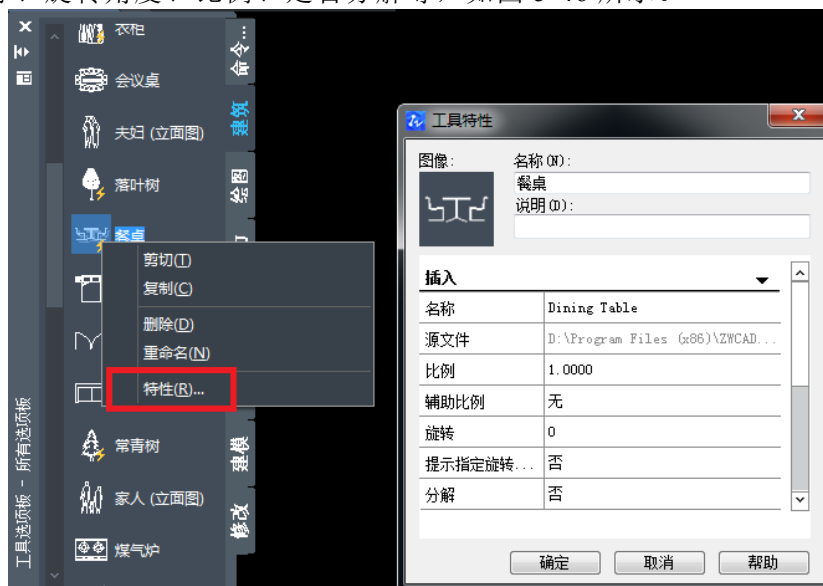 衣柜
会议桌
夫妇 (立面图)
落叶树
餐桌
剪切(T)
复制(C)
删除(D)
重命名(N)
特性(R)...
常青树
家人 (立面图)
煤气炉
命令...
建筑
建模
修改
工具选项板 - 所有选项板
工具特性
图像:
名称(N):
餐桌
说明(D):
插入
名称 Dining Table
源文件 D:\Program Files (x86)\ZWCAD...
比例 1.0000
辅助比例 无
旋转 0
提示指定旋转... 否
分解 否
确定 取消 帮助